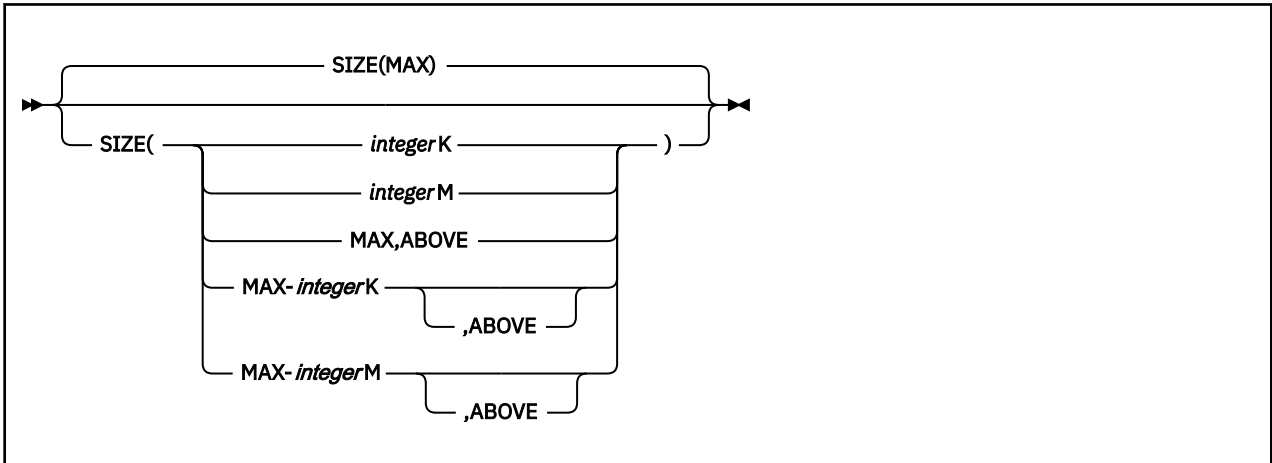 SIZE(MAX)
SIZE( integerK )
integerM
MAX,ABOVE
MAX-integerK
,ABOVE
MAX-integerM
,ABOVE